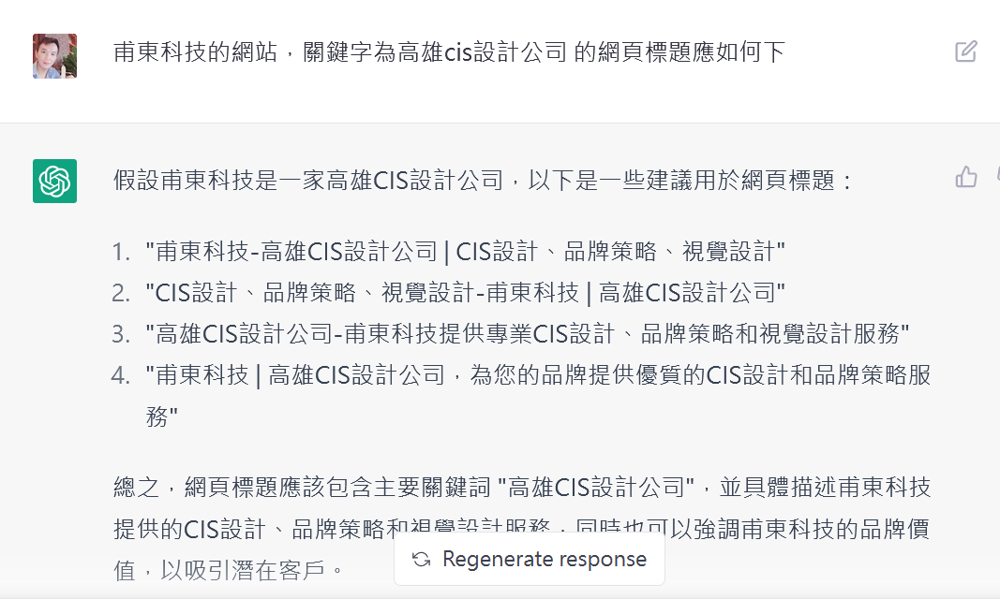 甫東科技的網站，關鍵字為高雄cis設計公司 的網頁標題應如何下
假設甫東科技是一家高雄CIS設計公司，以下是一些建議用於網頁標題：
1. "甫東科技-高雄CIS設計公司 | CIS設計、品牌策略、視覺設計"
2. "CIS設計、品牌策略、視覺設計-甫東科技 | 高雄CIS設計公司"
3. "高雄CIS設計公司-甫東科技提供專業CIS設計、品牌策略和視覺設計服務"
4. "甫東科技 | 高雄CIS設計公司，為您的品牌提供優質的CIS設計和品牌策略服
務"
總之，網頁標題應該包含主要關鍵詞 "高雄CIS設計公司"，並具體描述甫東科技
提供的CIS設計、品牌策略和視覺設計服務，同時也可以強調甫東科技的品牌價
值，以吸引潛在客戶。
Regenerate response